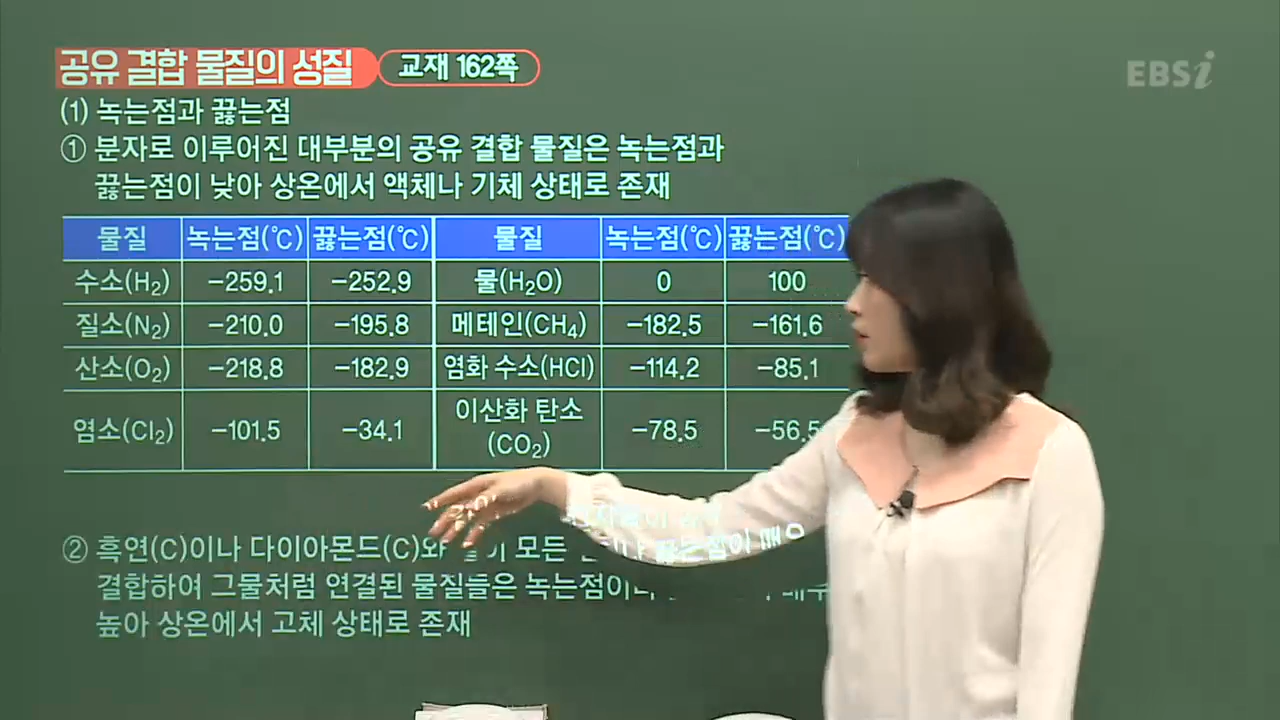 공유 결합 물질의 성질 교재 162쪽
EBSi
(1) 녹는점과 끓는점
① 분자로 이루어진 대부분의 공유 결합 물질은 녹는점과
끓는점이 낮아 상온에서 액체나 기체 상태로 존재
물질 녹는점(℃) 끓는점(℃) 물질 녹는점(℃) 끓는점(℃)
수소(H₂) -259.1 -252.9 물(H₂O) 0 100
질소(N₂) -210.0 -195.8 메테인(CH₄) -182.5 -161.6
산소(O₂) -218.8 -182.9 염화 수소(HCl) -114.2 -85.1
염소(Cl₂) -101.5 -34.1 이산화 탄소 (CO₂) -78.5 -56.5
② 흑연(C)이나 다이아몬드(C)와 모든
결합하여 그물처럼 연결된 물질들은 녹는점이나
높아 상온에서 고체 상태로 존재